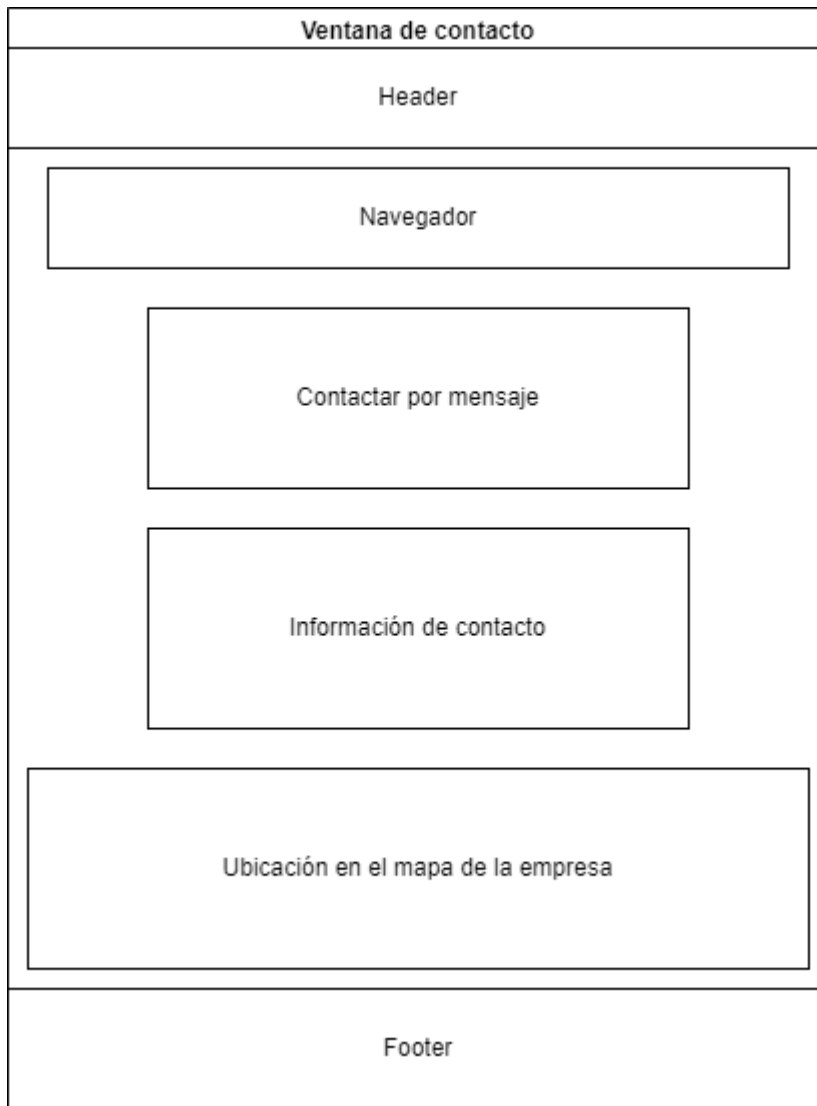 Ventana de contacto
Header
Navegador
Contactar por mensaje
Información de contacto
Ubicación en el mapa de la empresa
Footer